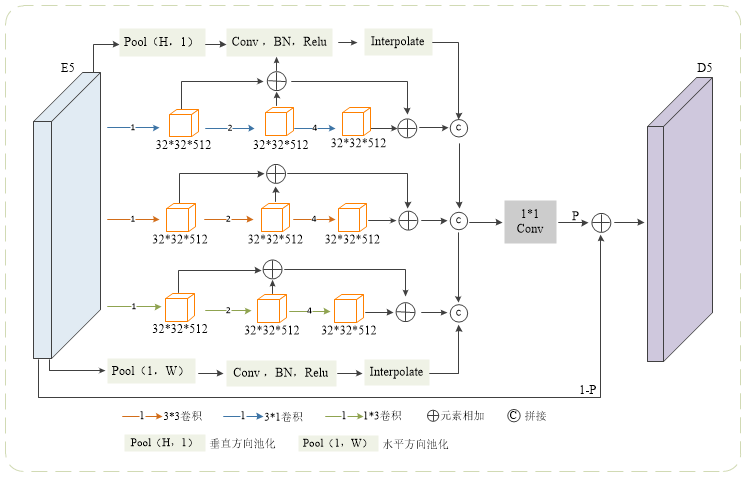 E5
D5
Pool（H，1）
Conv ，BN，Relu
Interpolate
C
1
2
4
32*32*512
32*32*512
32*32*512
C
1
2
4
32*32*512
32*32*512
32*32*512
C
1*1
Conv
P
1
2
4
32*32*512
32*32*512
32*32*512
C
Pool（1，W）
Conv ，BN，Relu
Interpolate
1-P
1 3*3卷积
1 3*1卷积
1 1*3卷积
元素相加
C 拼接
Pool（H，1） 垂直方向池化
Pool（1，W） 水平方向池化